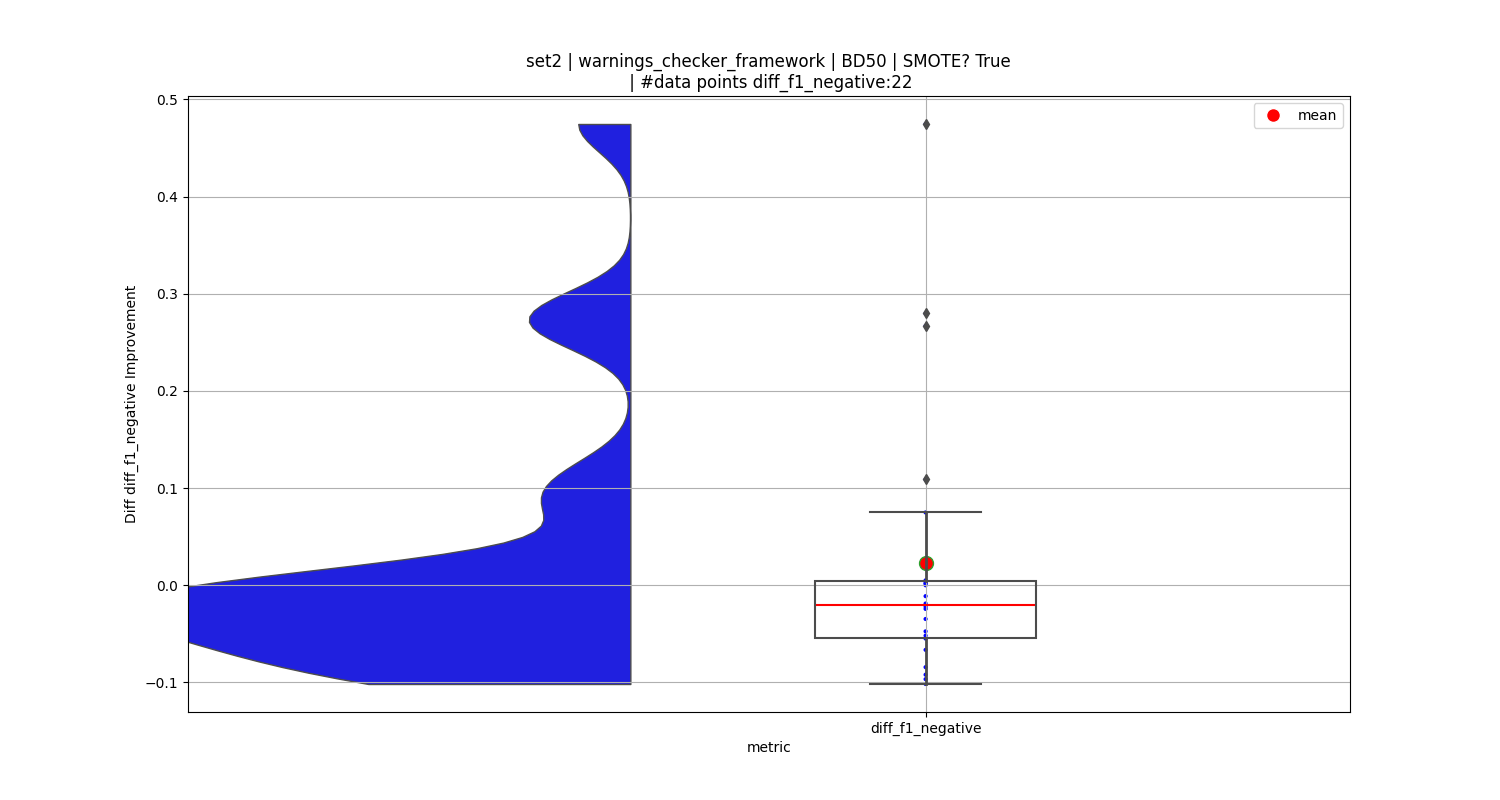 set2 | warnings_checker_framework | BD50 | SMOTE? True
| #data points diff_f1_negative:22
mean
0.5
0.4
0.3
0.2
0.1
0.0
−0.1
Diff diff_f1_negative Improvement
diff_f1_negative
metric